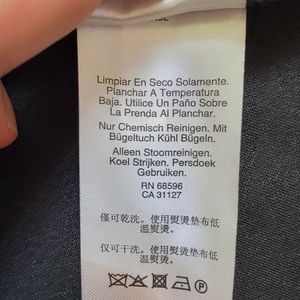 Limpiar En Seco Solamente.
Planchar A Temperatura
Baja. Utilice Un Paño Sobre
La Prenda Al Planchar.
Nur Chemisch Reinigen. Mit
Bügeltuch Kühl Bügeln.
Alleen Stoomreinigen.
Koel Strijken. Persdoek
Gebruiken.
RN 68596
CA 31127
僅可乾洗。使用熨燙墊布低
溫熨燙。
仅可干洗。使用熨烫垫布低
温熨烫。